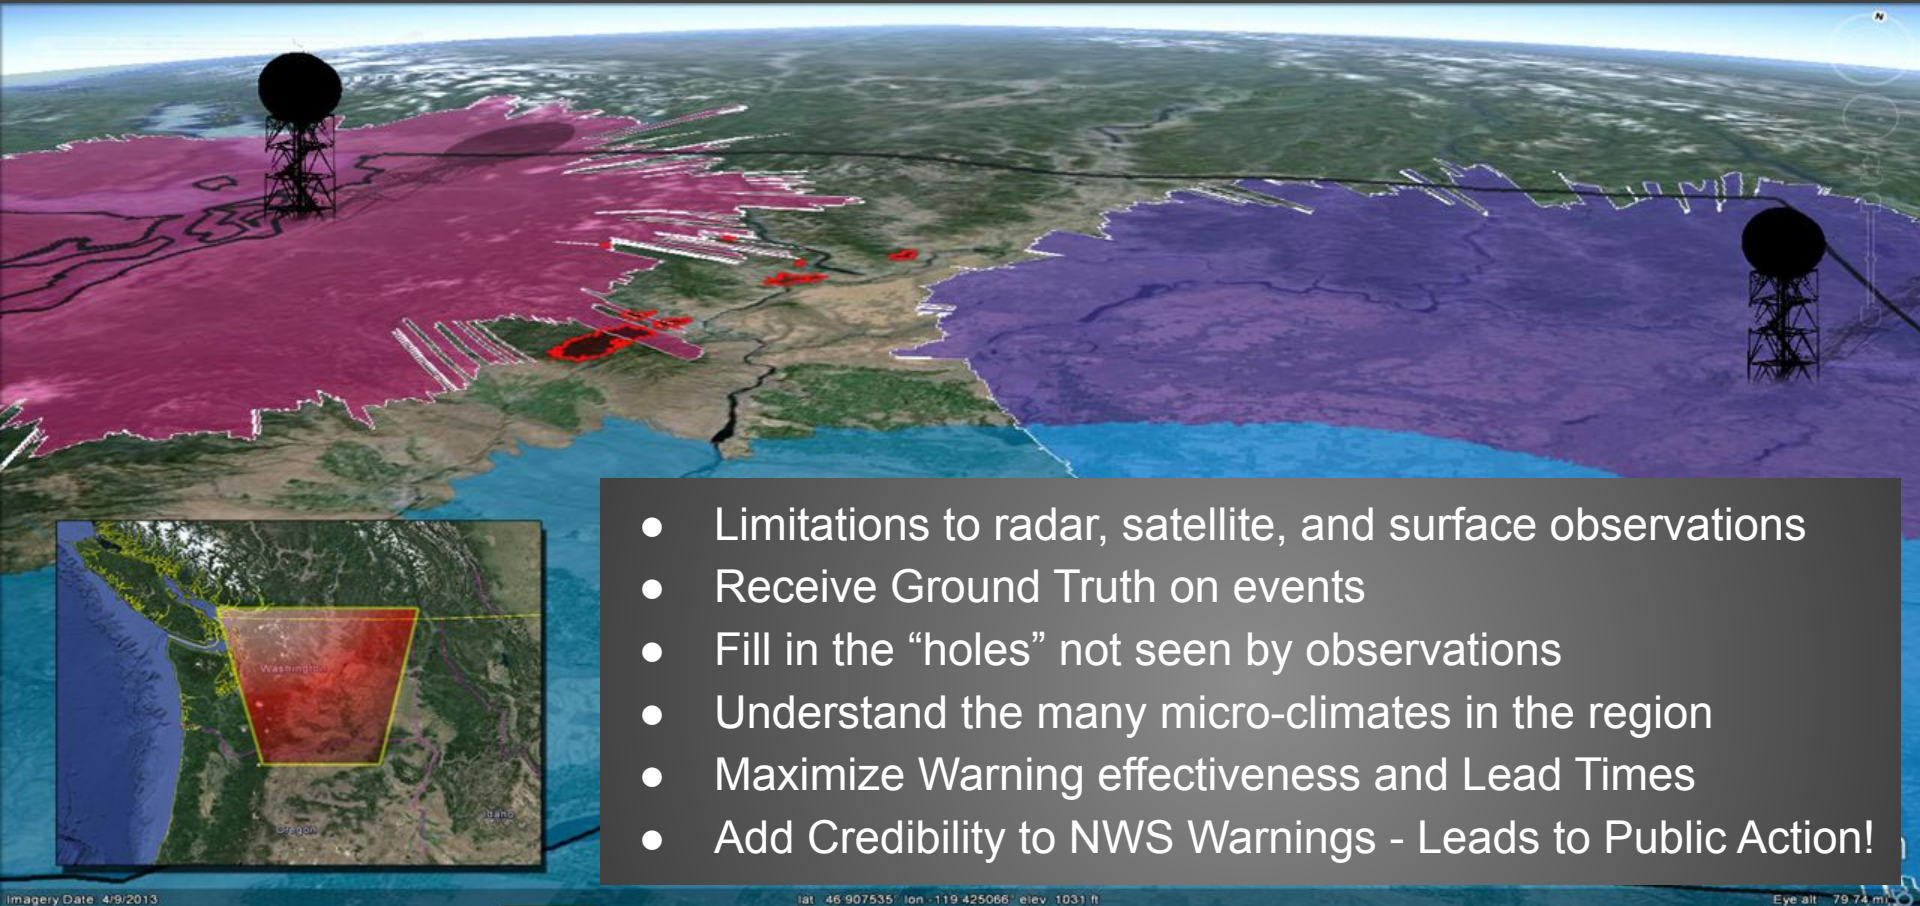 N
● Limitations to radar, satellite, and surface observations
● Receive Ground Truth on events
● Fill in the “holes” not seen by observations
● Understand the many micro-climates in the region
● Maximize Warning effectiveness and Lead Times
● Add Credibility to NWS Warnings - Leads to Public Action!
Washington
Oregon
Idaho
Imagery Date: 4/9/2013 lat 46.907535° lon -119.425066° elev 1031 ft Eye alt 79.74 mi